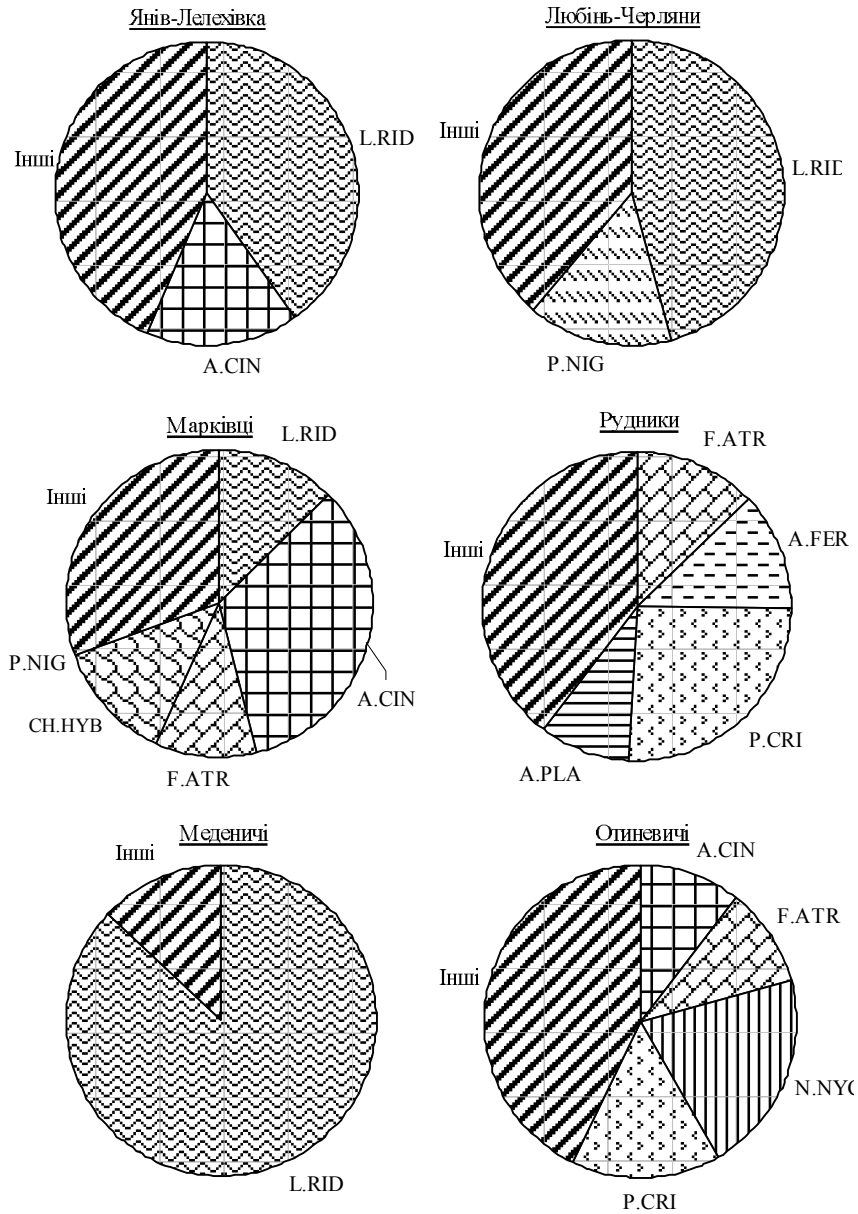 Янів-Лелехівка
Інші
L.RID
A.CIN
Любінь-Черляни
Інші
L.RID
P.NIG
Марківці
L.RID
Інші
P.NIG
CH.HYB
F.ATR
A.CIN
Рудники
F.ATR
Інші
A.FER
P.CRI
A.PLA
Меденичі
Інші
L.RID
Отиневичі
A.CIN
F.ATR
Інші
N.NYC
P.CRI